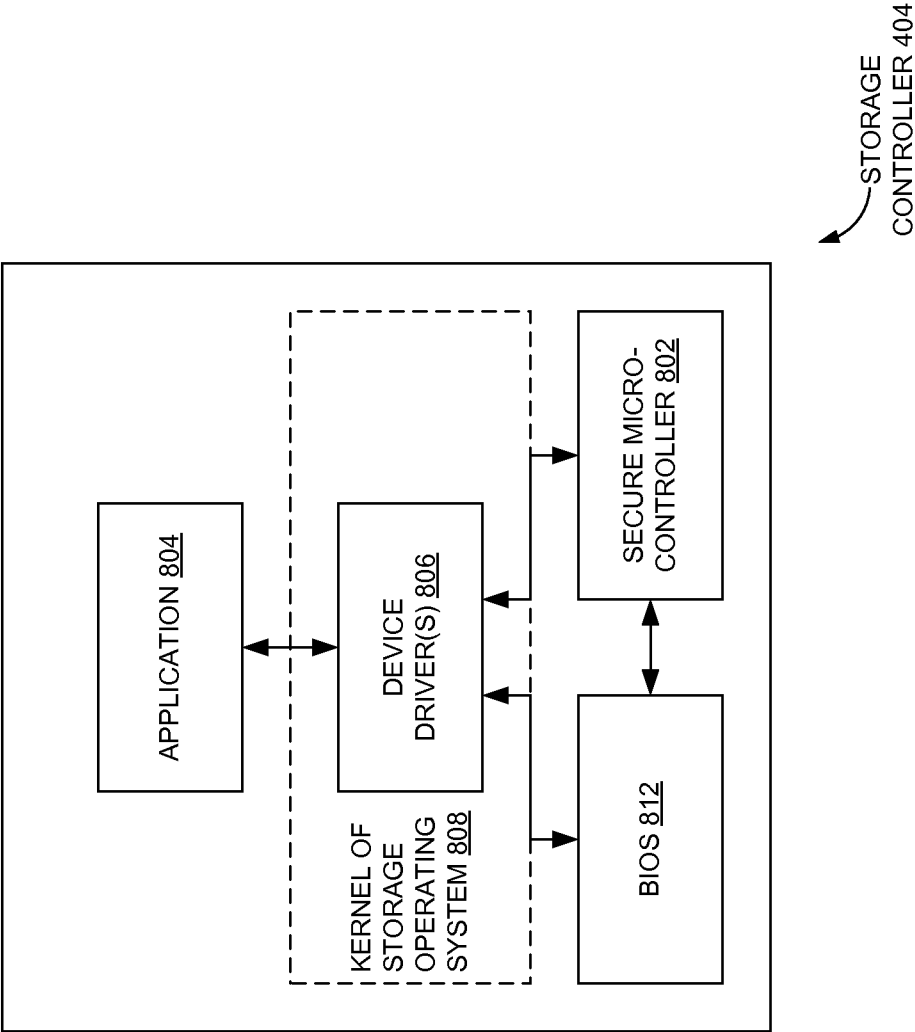 APPLICATION 804
DEVICE
DRIVER(S) 806
KERNEL OF
STORAGE
OPERATING
SYSTEM 808
BIOS 812
SECURE MICRO-
CONTROLLER 802
STORAGE
CONTROLLER 404